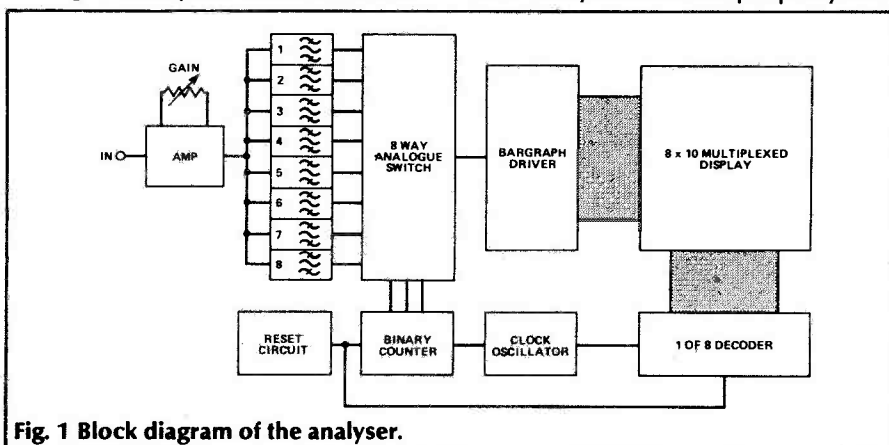 GAIN
IN
AMP
1
2
3
4
5
6
7
8
8 WAY
ANALOGUE
SWITCH
BARGRAPH
DRIVER
8 x 10 MULTIPLEXED
DISPLAY
RESET
CIRCUIT
BINARY
COUNTER
CLOCK
OSCILLATOR
1 OF 8 DECODER
Fig. 1 Block diagram of the analyser.